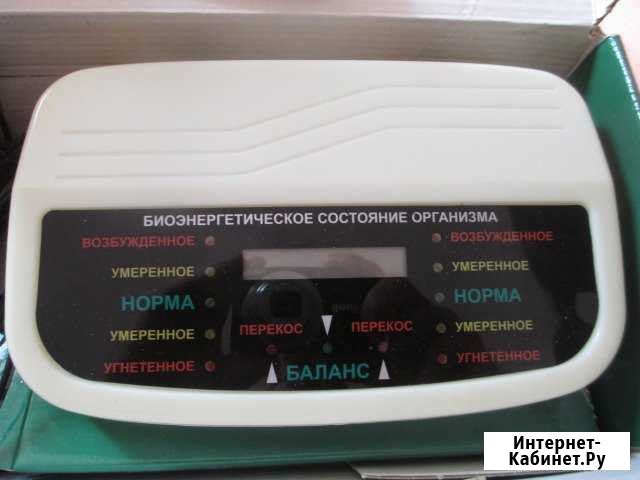 БИОЭНЕРГЕТИЧЕСКОЕ СОСТОЯНИЕ ОРГАНИЗМА
ВОЗБУЖДЕННОЕ
УМЕРЕННОЕ
НОРМА
УМЕРЕННОЕ
УГНЕТЕННОЕ
ПЕРЕКОС ПЕРЕКОС
БАЛАНС
ВОЗБУЖДЕННОЕ
УМЕРЕННОЕ
НОРМА
УМЕРЕННОЕ
УГНЕТЕННОЕ
Интернет-
Кабинет.Ру